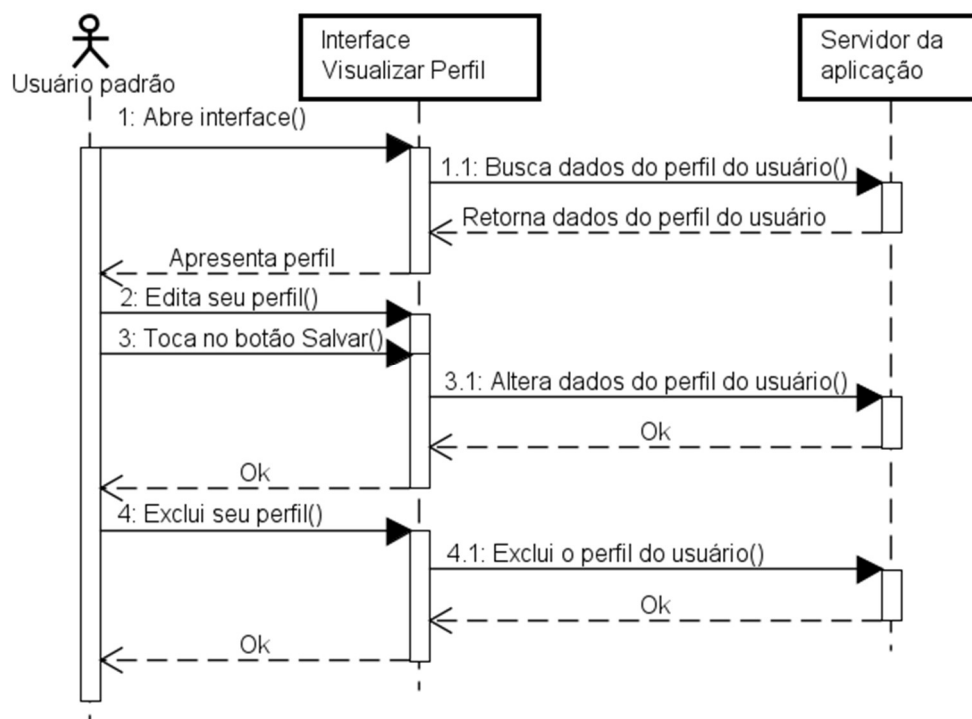 Usuário padrão
Interface
Visualizar Perfil
Servidor da
aplicação
1: Abre interface()
1.1: Busca dados do perfil do usuário()
Retorna dados do perfil do usuário
Apresenta perfil
2: Edita seu perfil()
3: Toca no botão Salvar()
3.1: Altera dados do perfil do usuário()
Ok
Ok
4: Exclui seu perfil()
4.1: Exclui o perfil do usuário()
Ok
Ok